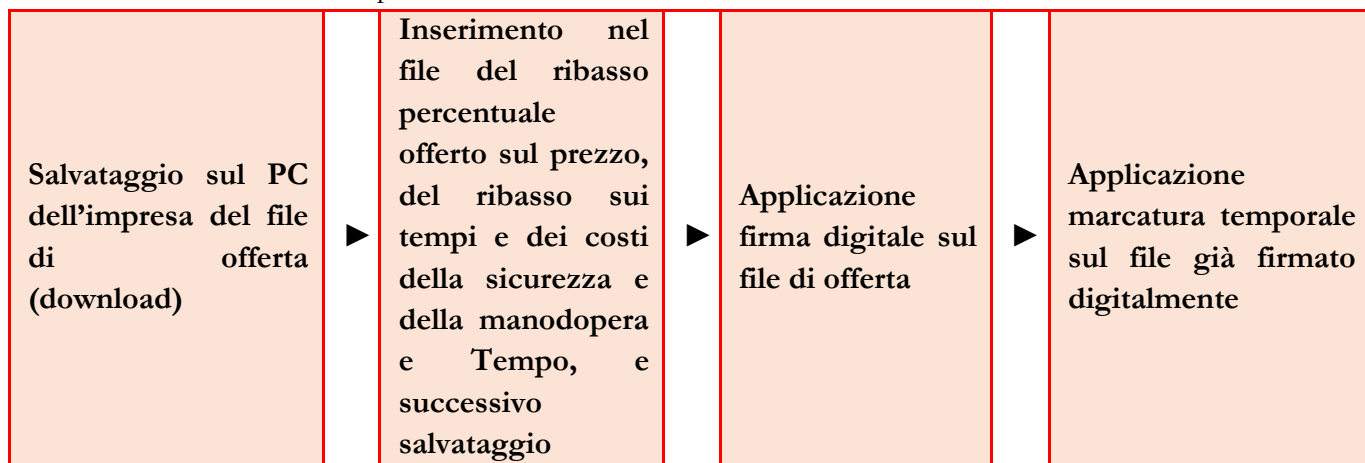 Salvataggio sul PC
dell'impresa del file
di offerta
(download)
►
Inserimento nel
file del ribasso
percentuale
offerto sul prezzo,
del ribasso sui
tempi e dei costi
della sicurezza e
della manodopera
e Tempo, e
successivo
salvataggio
►
Applicazione
firma digitale sul
file di offerta
►
Applicazione
marcatura temporale
sul file già firmato
digitalmente